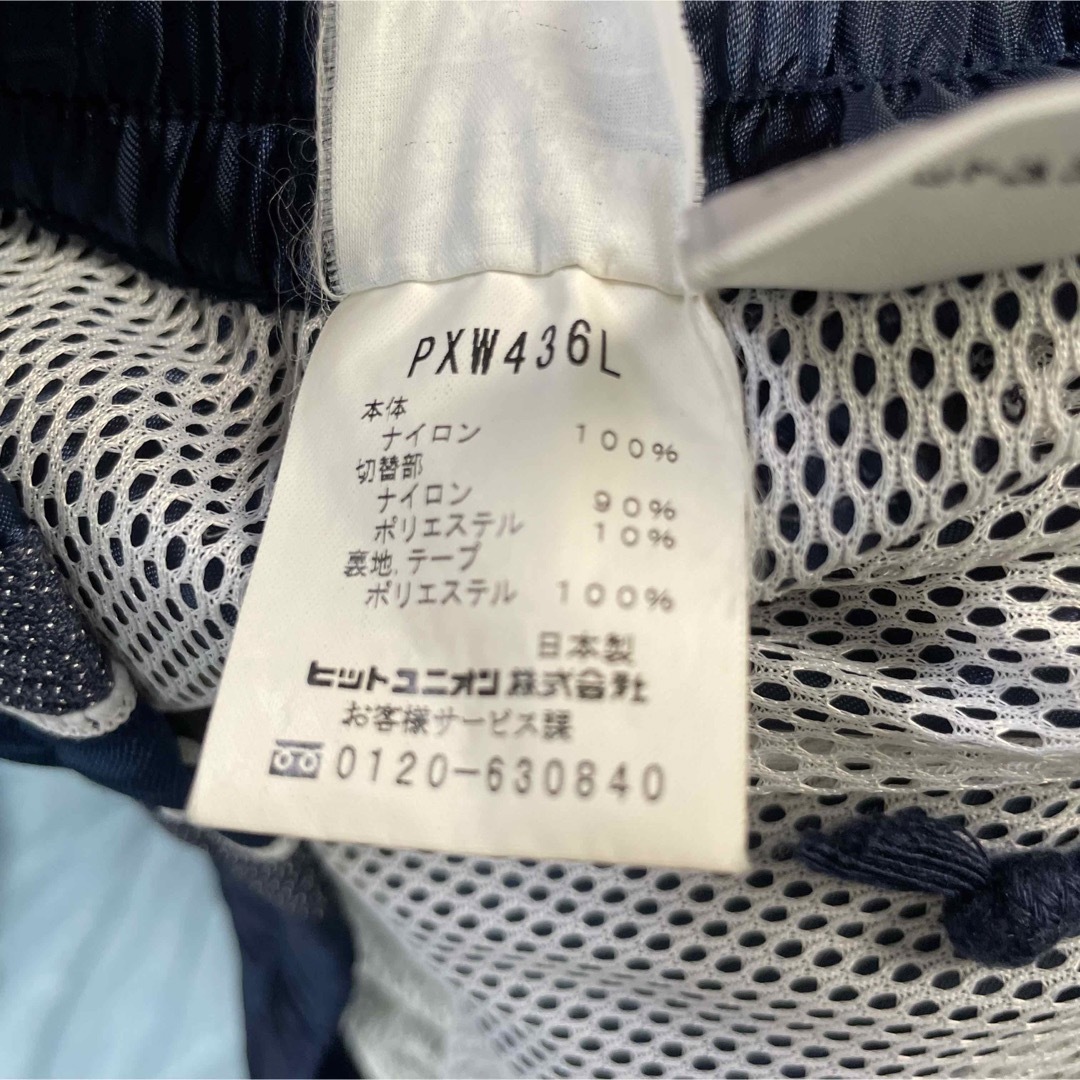 PXW436L
本体
ナイロン 100%
切替部
ナイロン 90%
ポリエステル 10%
裏地,テープ
ポリエステル 100%
日本製
ヒットユニオン株式会社
お客様サービス課
0120-630840